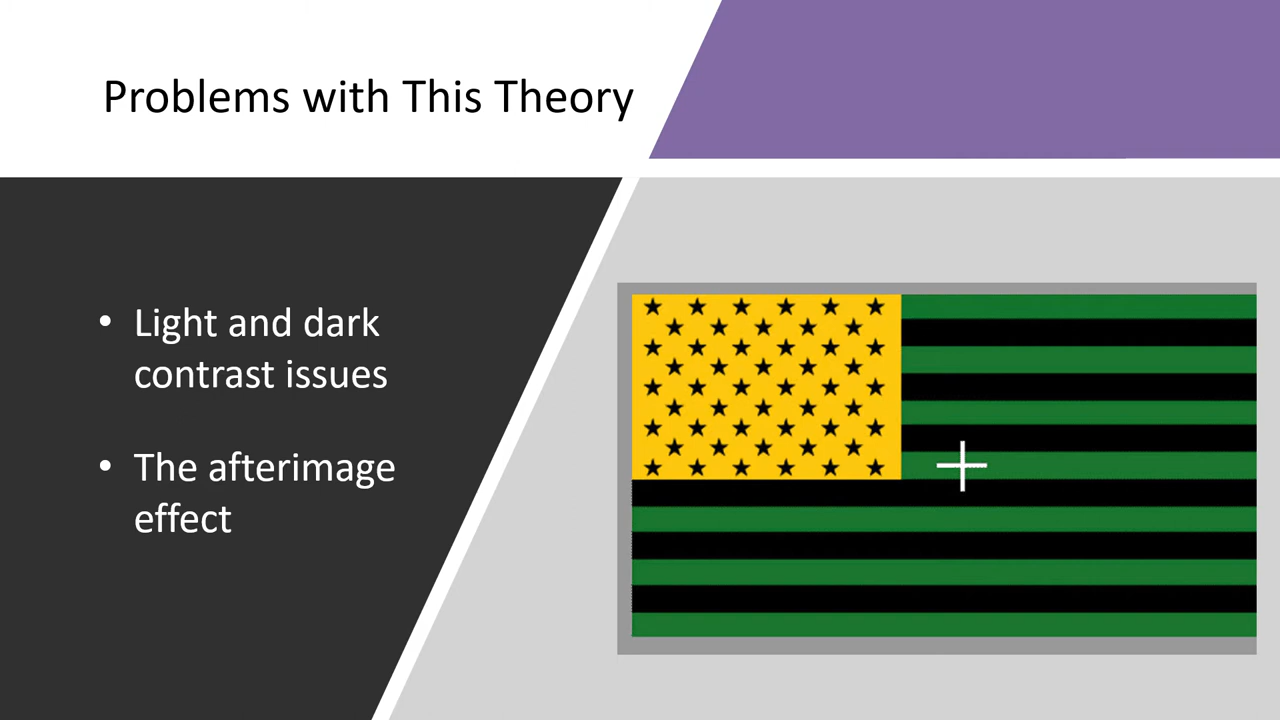 Problems with This Theory
• Light and dark
contrast issues
• The afterimage
effect